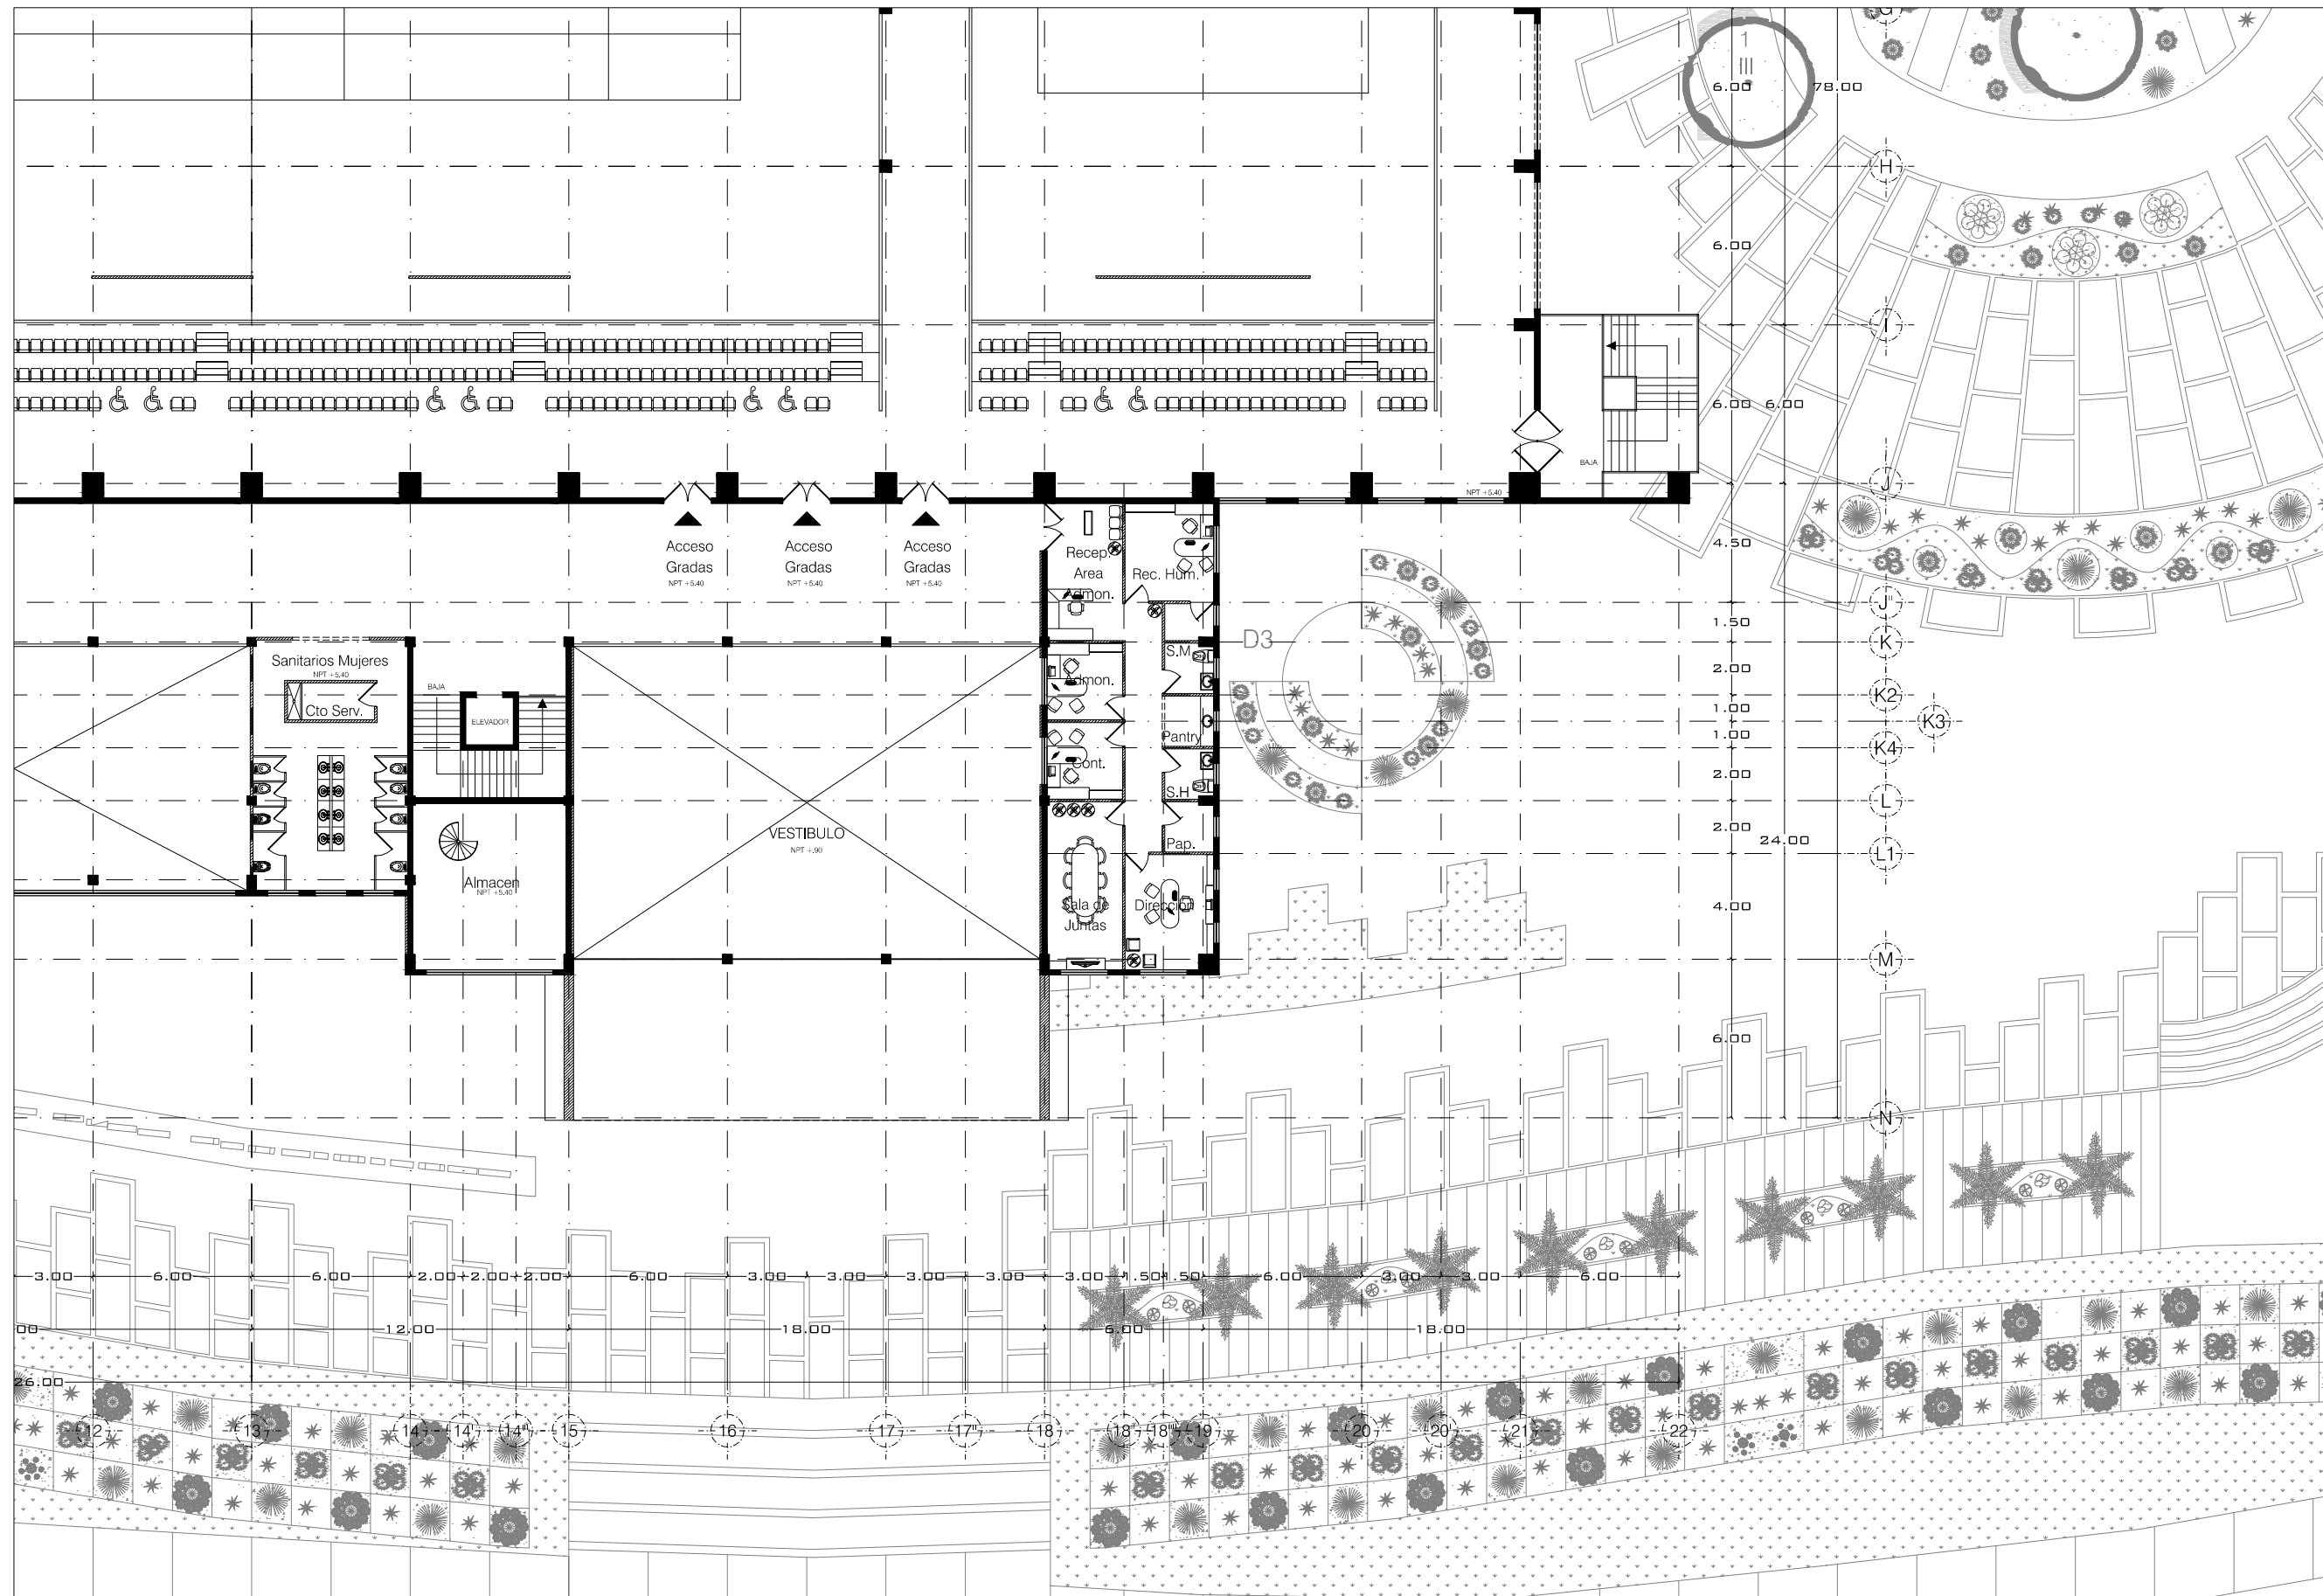 G
1
III
6.00
78.00
H
6.00
I
6.00
6.00
BAJA
J
NPT +5.40
Acceso
Gradas
NPT +5.40
Acceso
Gradas
NPT +5.40
Acceso
Gradas
NPT +5.40
Recep.
Area
Admon.
Rec. Hum.
4.50
J"
1.50
D3
K
Sanitarios Mujeres
NPT +5.40
Cto Serv.
BAJA
ELEVADOR
S.M
Admon.
2.00
K2
1.00
K3
Pantry
1.00
K4
Cont.
2.00
S.H
L
VESTIBULO
NPT +.90
2.00
24.00
Pap.
L1
Almacen
NPT +5.40
Sala de
Juntas
Dirección
4.00
M
6.00
N
3.00
6.00
6.00
2.00
2.00
2.00
6.00
3.00
3.00
3.00
3.00
3.00
1.50
1.50
6.00
3.00
3.00
6.00
00
12.00
18.00
6.00
18.00
26.00
12
13
14
14'
14"
15
16
17
17"
18
18'
18"
19
20
20'
21
22